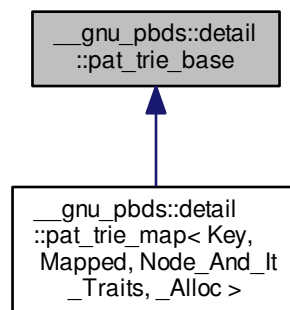 __gnu_pbds::detail
::pat_trie_base
__gnu_pbds::detail
::pat_trie_map< Key,
Mapped, Node_And_It
_Traits, _Alloc >